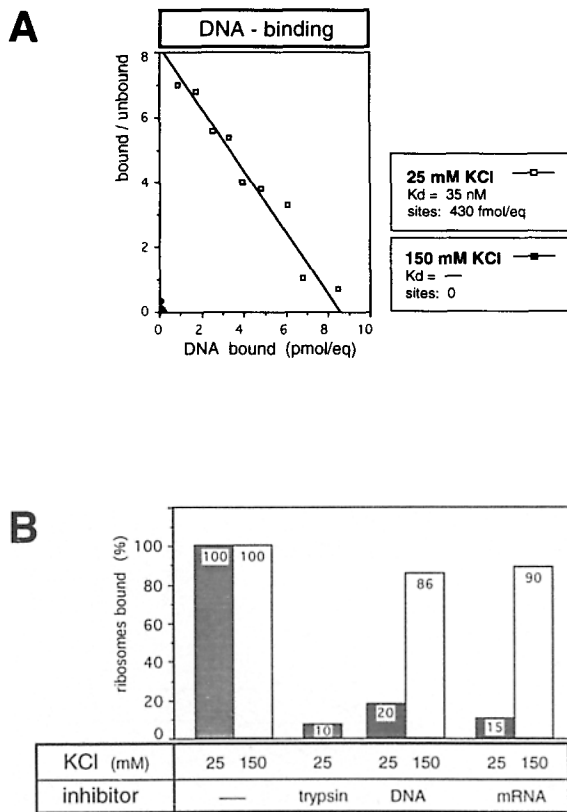 A
DNA - binding
bound / unbound
8
6
4
2
0
0 2 4 6 8 10
DNA bound (pmol/eq)
25 mM KCl
Kd = 35 nM
sites: 430 fmol/eq
150 mM KCl
Kd = —
sites: 0
B
ribosomes bound (%)
100
80
60
40
20
100 100
10
20
86
15
90
KCl (mM) 25 150 25 25 150 25 150
inhibitor — trypsin DNA mRNA